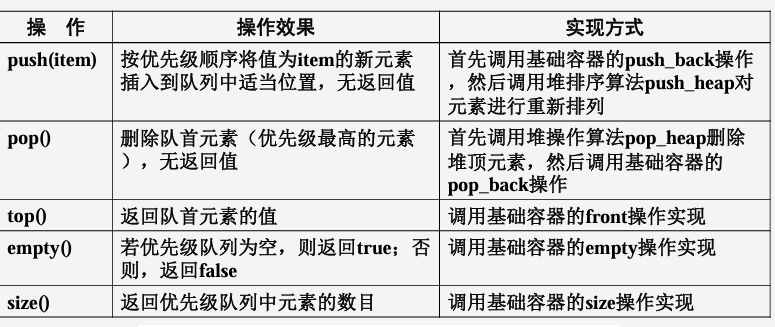 操 作 操作效果 实现方式
push(item) 按优先级顺序将值为item的新元素 首先调用基础容器的push_back操作
插入到队列中适当位置，无返回值 ，然后调用堆排序算法push_heap对
元素进行重新排列
pop() 删除队首元素（优先级最高的元素 首先调用堆操作算法pop_heap删除
），无返回值 堆顶元素，然后调用基础容器的
pop_back操作
top() 返回队首元素的值 调用基础容器的front操作实现
empty() 若优先级队列为空，则返回true；否 调用基础容器的empty操作实现
则，返回false
size() 返回优先级队列中元素的数目 调用基础容器的size操作实现